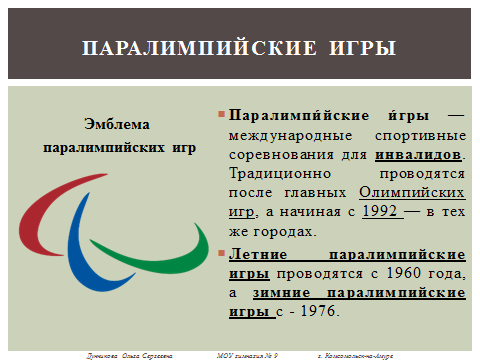 ПАРАЛИМПИЙСКИЕ ИГРЫ
Эмблема
паралимпийских игр
Паралимпи́йские и́гры —
международные спортивные
соревнования для инвалидов.
Традиционно проводятся
после главных Олимпийских
игр, а начиная с 1992 — в тех
же городах.
Летние паралимпийские
игры проводятся с 1960 года,
а зимние паралимпийские
игры с - 1976.
Дунникова Ольга Сергеевна МОУ гимназия № 9 г. Комсомольск-на-Амуре